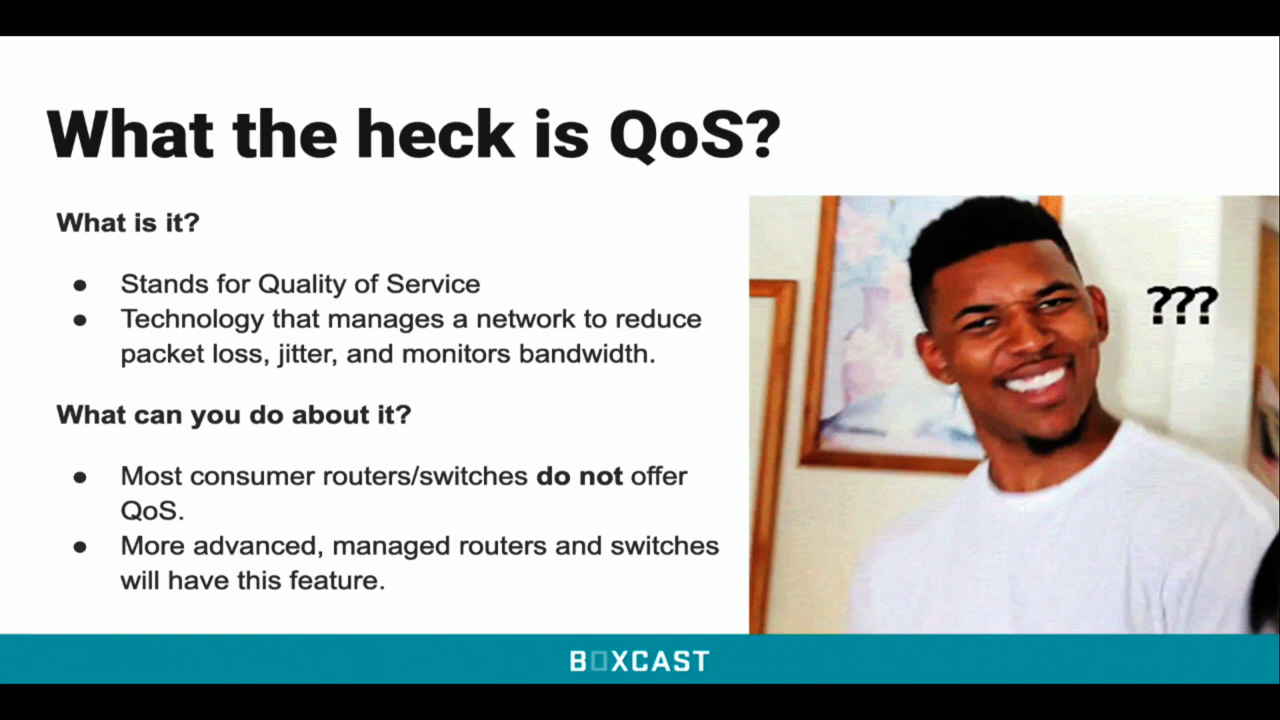 What the heck is QoS?
What is it?
● Stands for Quality of Service
● Technology that manages a network to reduce
packet loss, jitter, and monitors bandwidth.
What can you do about it?
● Most consumer routers/switches do not offer
QoS.
● More advanced, managed routers and switches
will have this feature.
???
BOXCAST